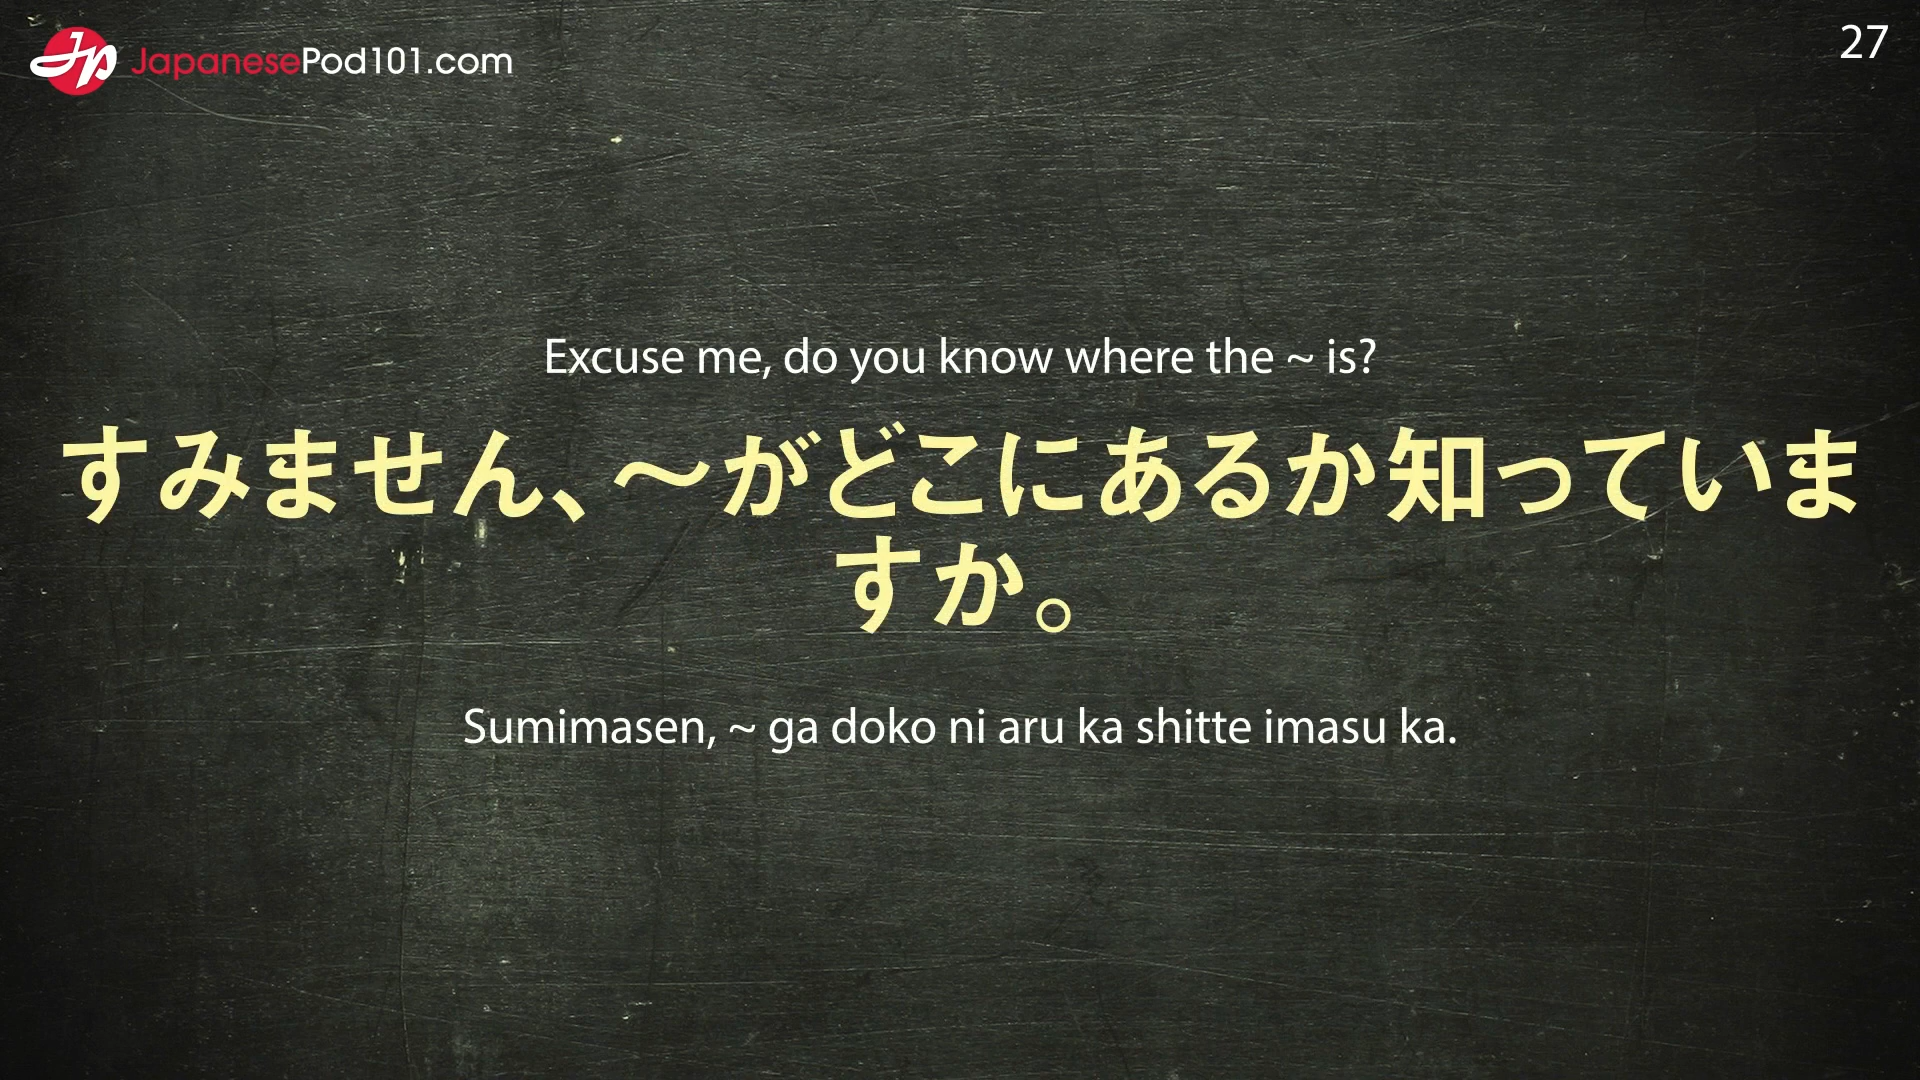 JapanesePod101.com
27
Excuse me, do you know where the ~ is?
すみません、～がどこにあるか知っていま
すか。
Sumimasen, ~ ga doko ni aru ka shitte imasu ka.